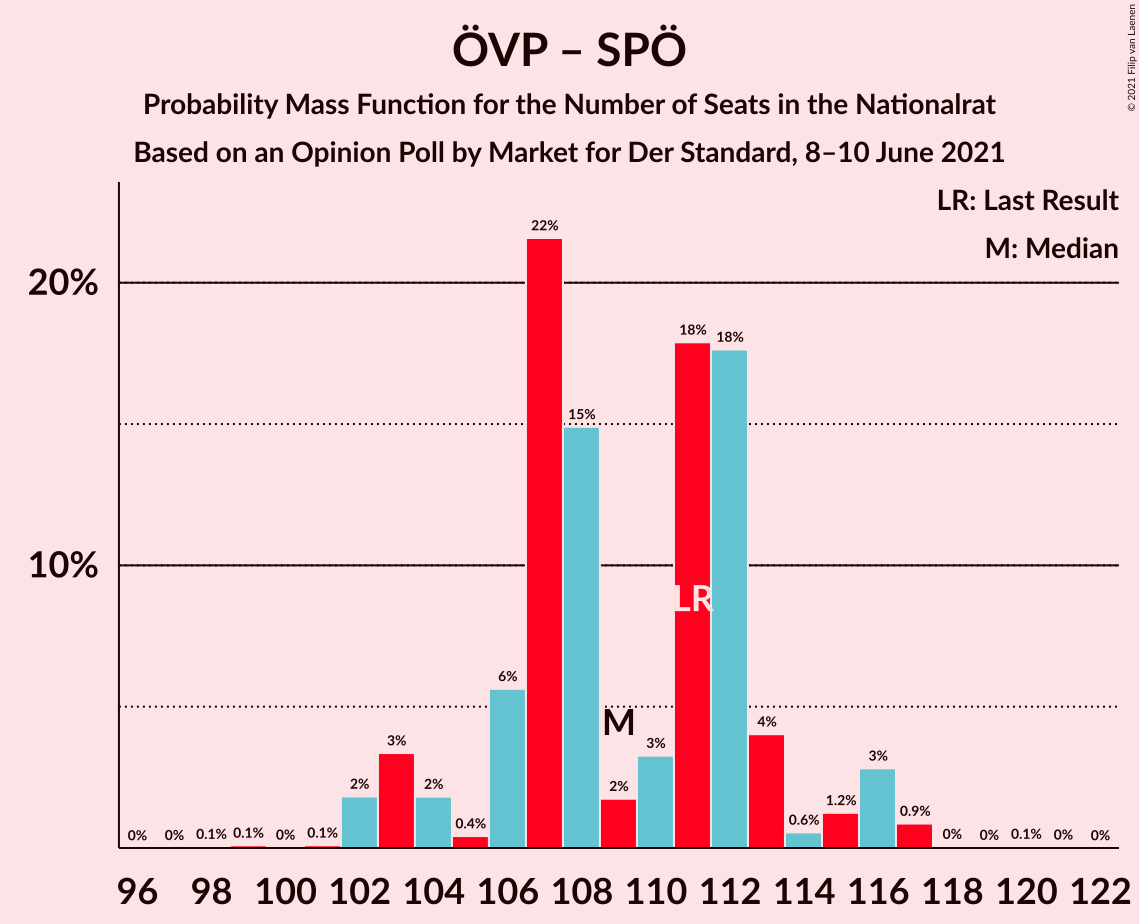 ÖVP – SPÖ
Probability Mass Function for the Number of Seats in the Nationalrat
Based on an Opinion Poll by Market for Der Standard, 8–10 June 2021
© 2021 Filip van Laenen
LR: Last Result
M: Median
20%
10%
0% 0% 0.1% 0.1% 0% 0.1% 2% 3% 2% 0.4% 6% 22% 15% 2% 3% 18% 18% 4% 0.6% 1.2% 3% 0.9% 0% 0% 0.1% 0% 0%
LR
M
96 98 100 102 104 106 108 110 112 114 116 118 120 122